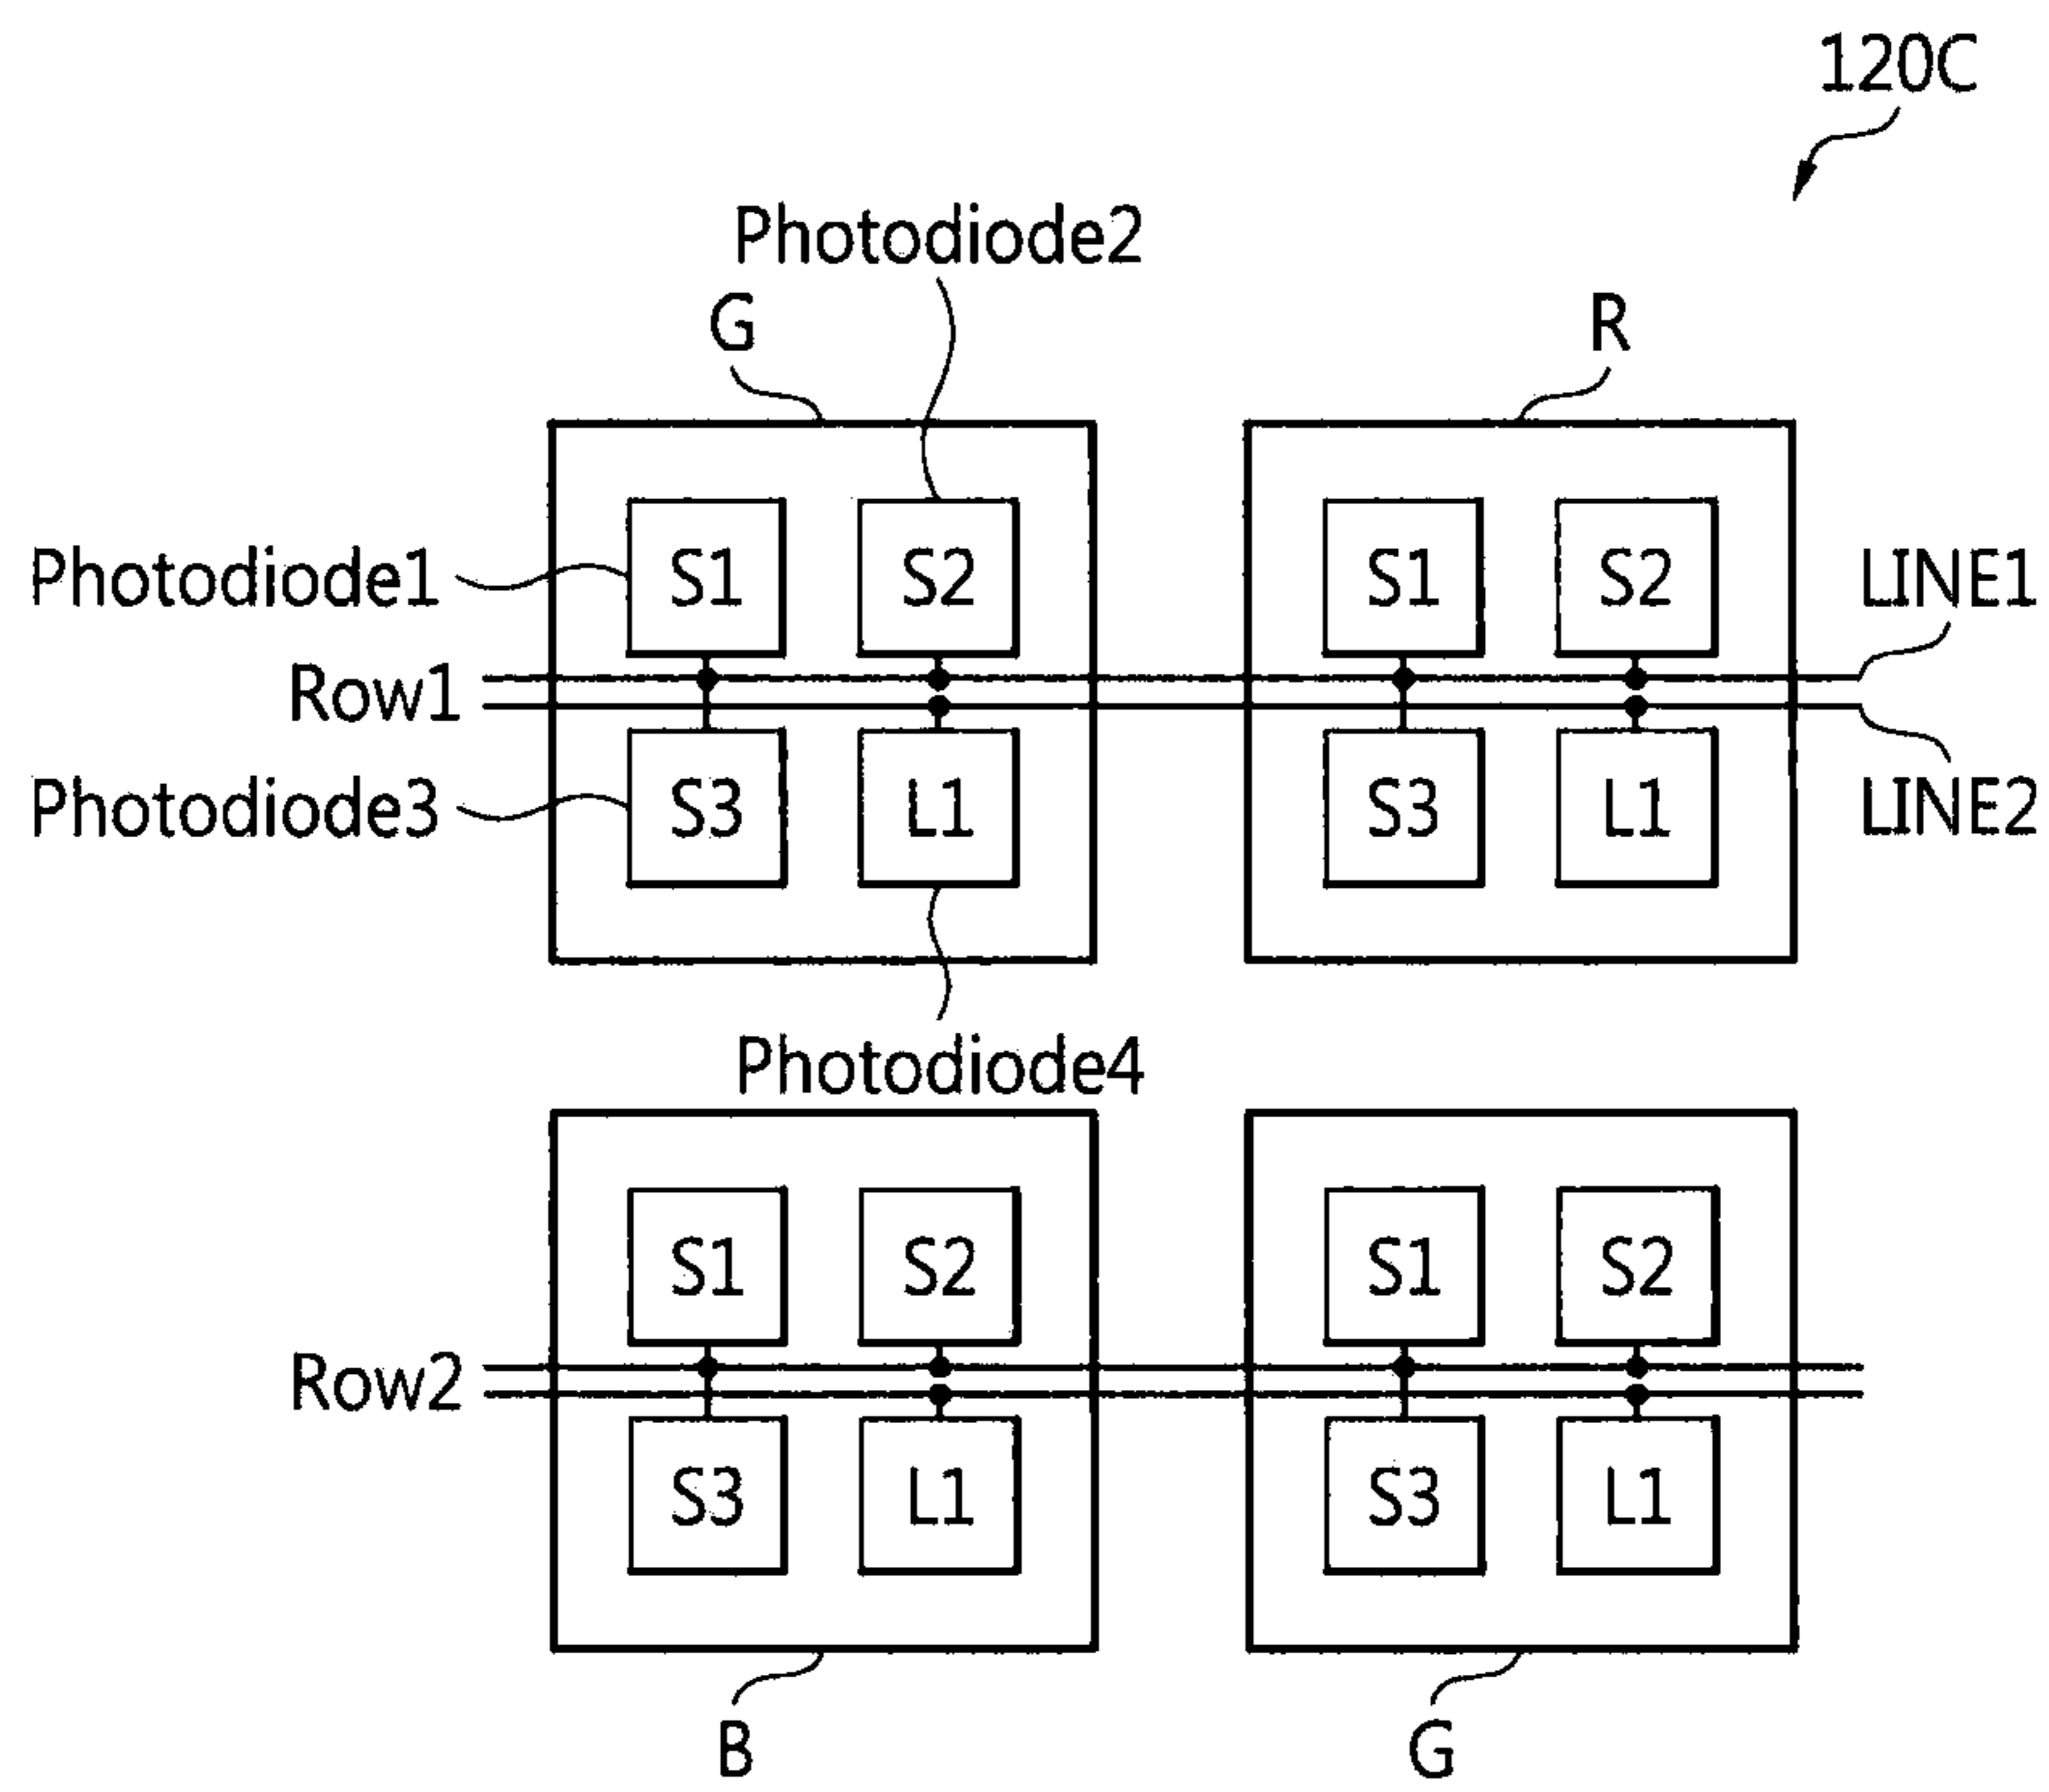 120C
Photodiode2
G
R
Photodiode1
S1
S2
S1
S2
LINE1
Row1
Photodiode3
S3
L1
S3
L1
LINE2
Photodiode4
S1
S2
S1
S2
Row2
S3
L1
S3
L1
B
G